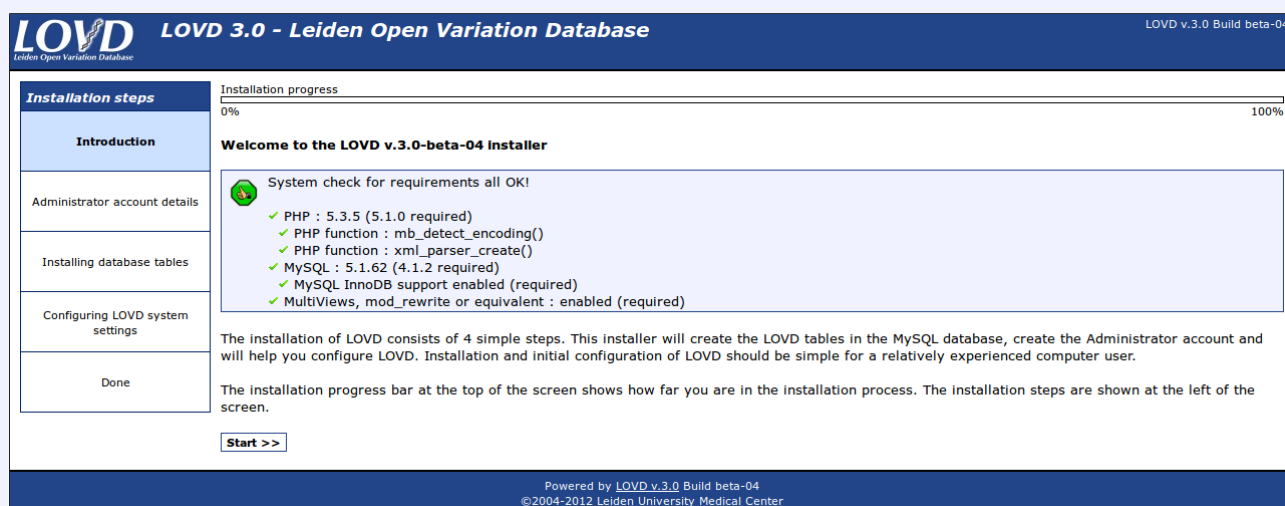 LOVD
Leiden Open Variation Database
LOVD 3.0 - Leiden Open Variation Database
LOVD v.3.0 Build beta-04
Installation steps
Introduction
Administrator account details
Installing database tables
Configuring LOVD system
settings
Done
Installation progress
0%
100%
Welcome to the LOVD v.3.0-beta-04 installer
System check for requirements all OK!
PHP : 5.3.5 (5.1.0 required)
PHP function : mb_detect_encoding()
PHP function : xml_parser_create()
MySQL : 5.1.62 (4.1.2 required)
MySQL InnoDB support enabled (required)
MultiViews, mod_rewrite or equivalent : enabled (required)
The installation of LOVD consists of 4 simple steps. This installer will create the LOVD tables in the MySQL database, create the Administrator account and
will help you configure LOVD. Installation and initial configuration of LOVD should be simple for a relatively experienced computer user.
The installation progress bar at the top of the screen shows how far you are in the installation process. The installation steps are shown at the left of the
screen.
Start >>
Powered by LOVD v.3.0 Build beta-04
©2004-2012 Leiden University Medical Center